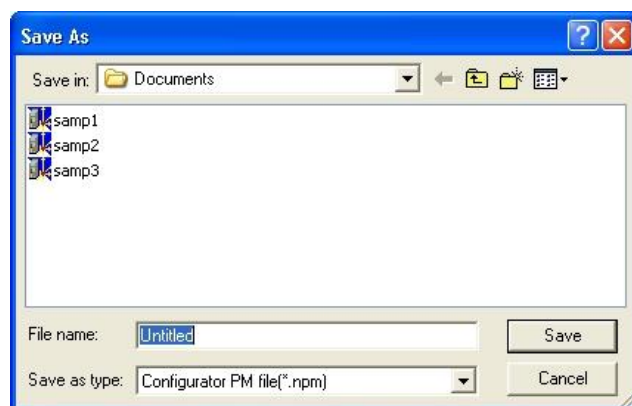 Save As
Save in: Documents
samp1
samp2
samp3
File name: Untitled Save
Save as type: Configurator PM file(*.npm) Cancel